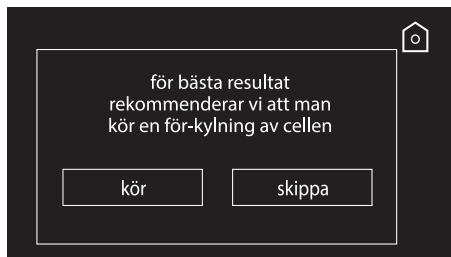 för bästa resultat
rekommenderar vi att man
kör en för-kylning av cellen
kör
skippa